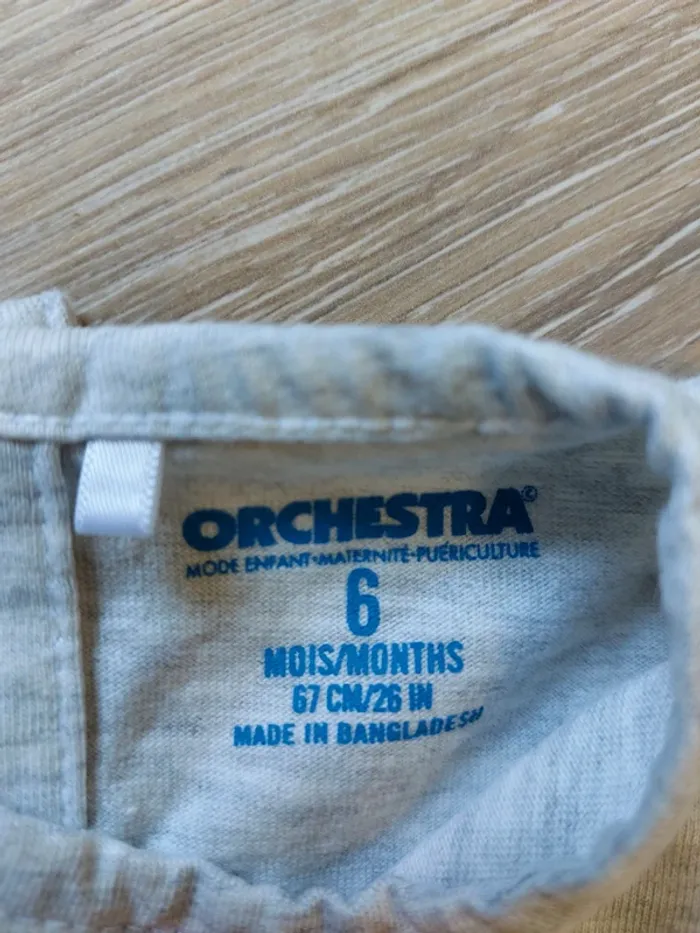 ORCHESTRA®
MODE ENFANT•MATERNITÉ•PUÉRICULTURE
6
MOIS/MONTHS
67 CM/26 IN
MADE IN BANGLADESH